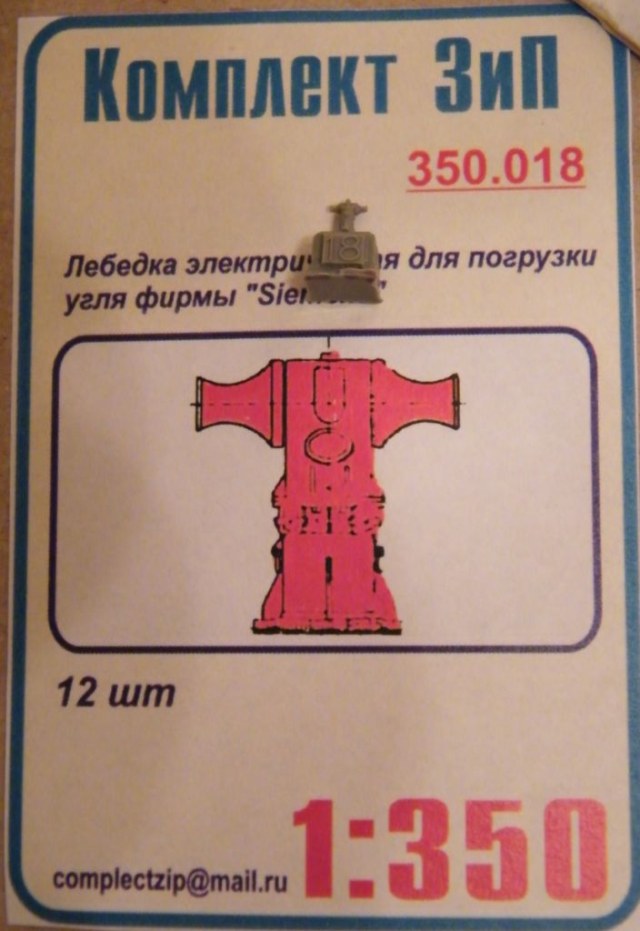 Комплект ЗиП
350.018
18
Лебедка для погрузки
угля фирмы
12 шт
1:350
complectzip@mail.ru